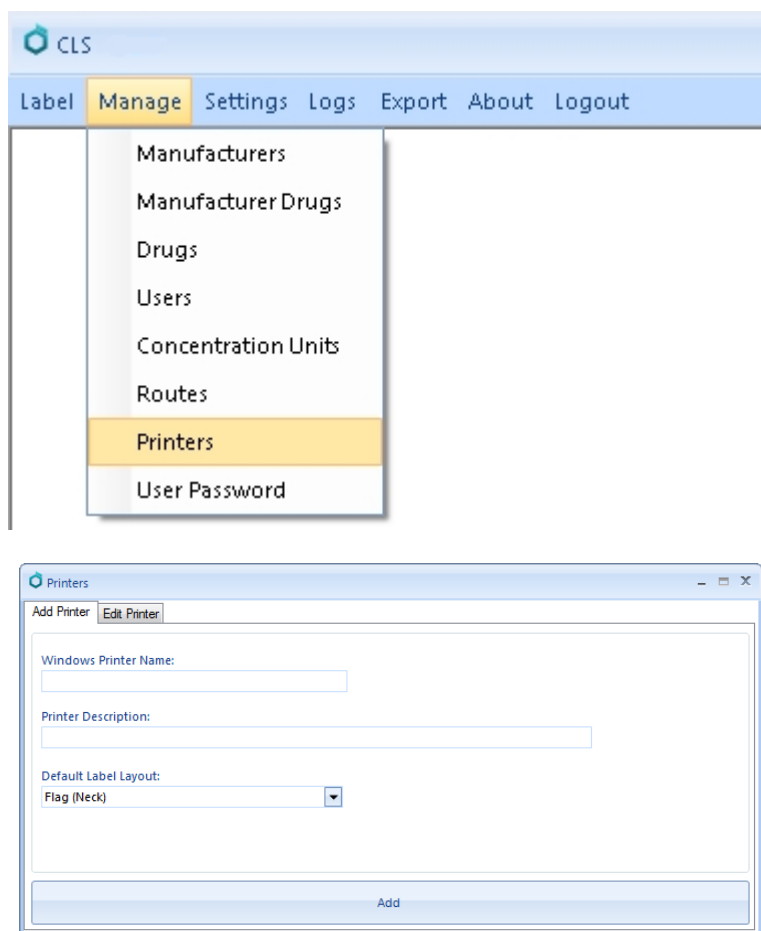 CLS
Label Manage Settings Logs Export About Logout
Manufacturers
Manufacturer Drugs
Drugs
Users
Concentration Units
Routes
Printers
User Password
Printers
Add Printer Edit Printer
Windows Printer Name:
Printer Description:
Default Label Layout:
Flag (Neck)
Add